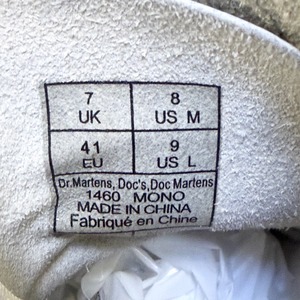 7 8
UK US M
41 9
EU US L
Dr.Martens, Doc's,Doc Martens
1460 MONO
MADE IN CHINA
Fabriqué en Chine